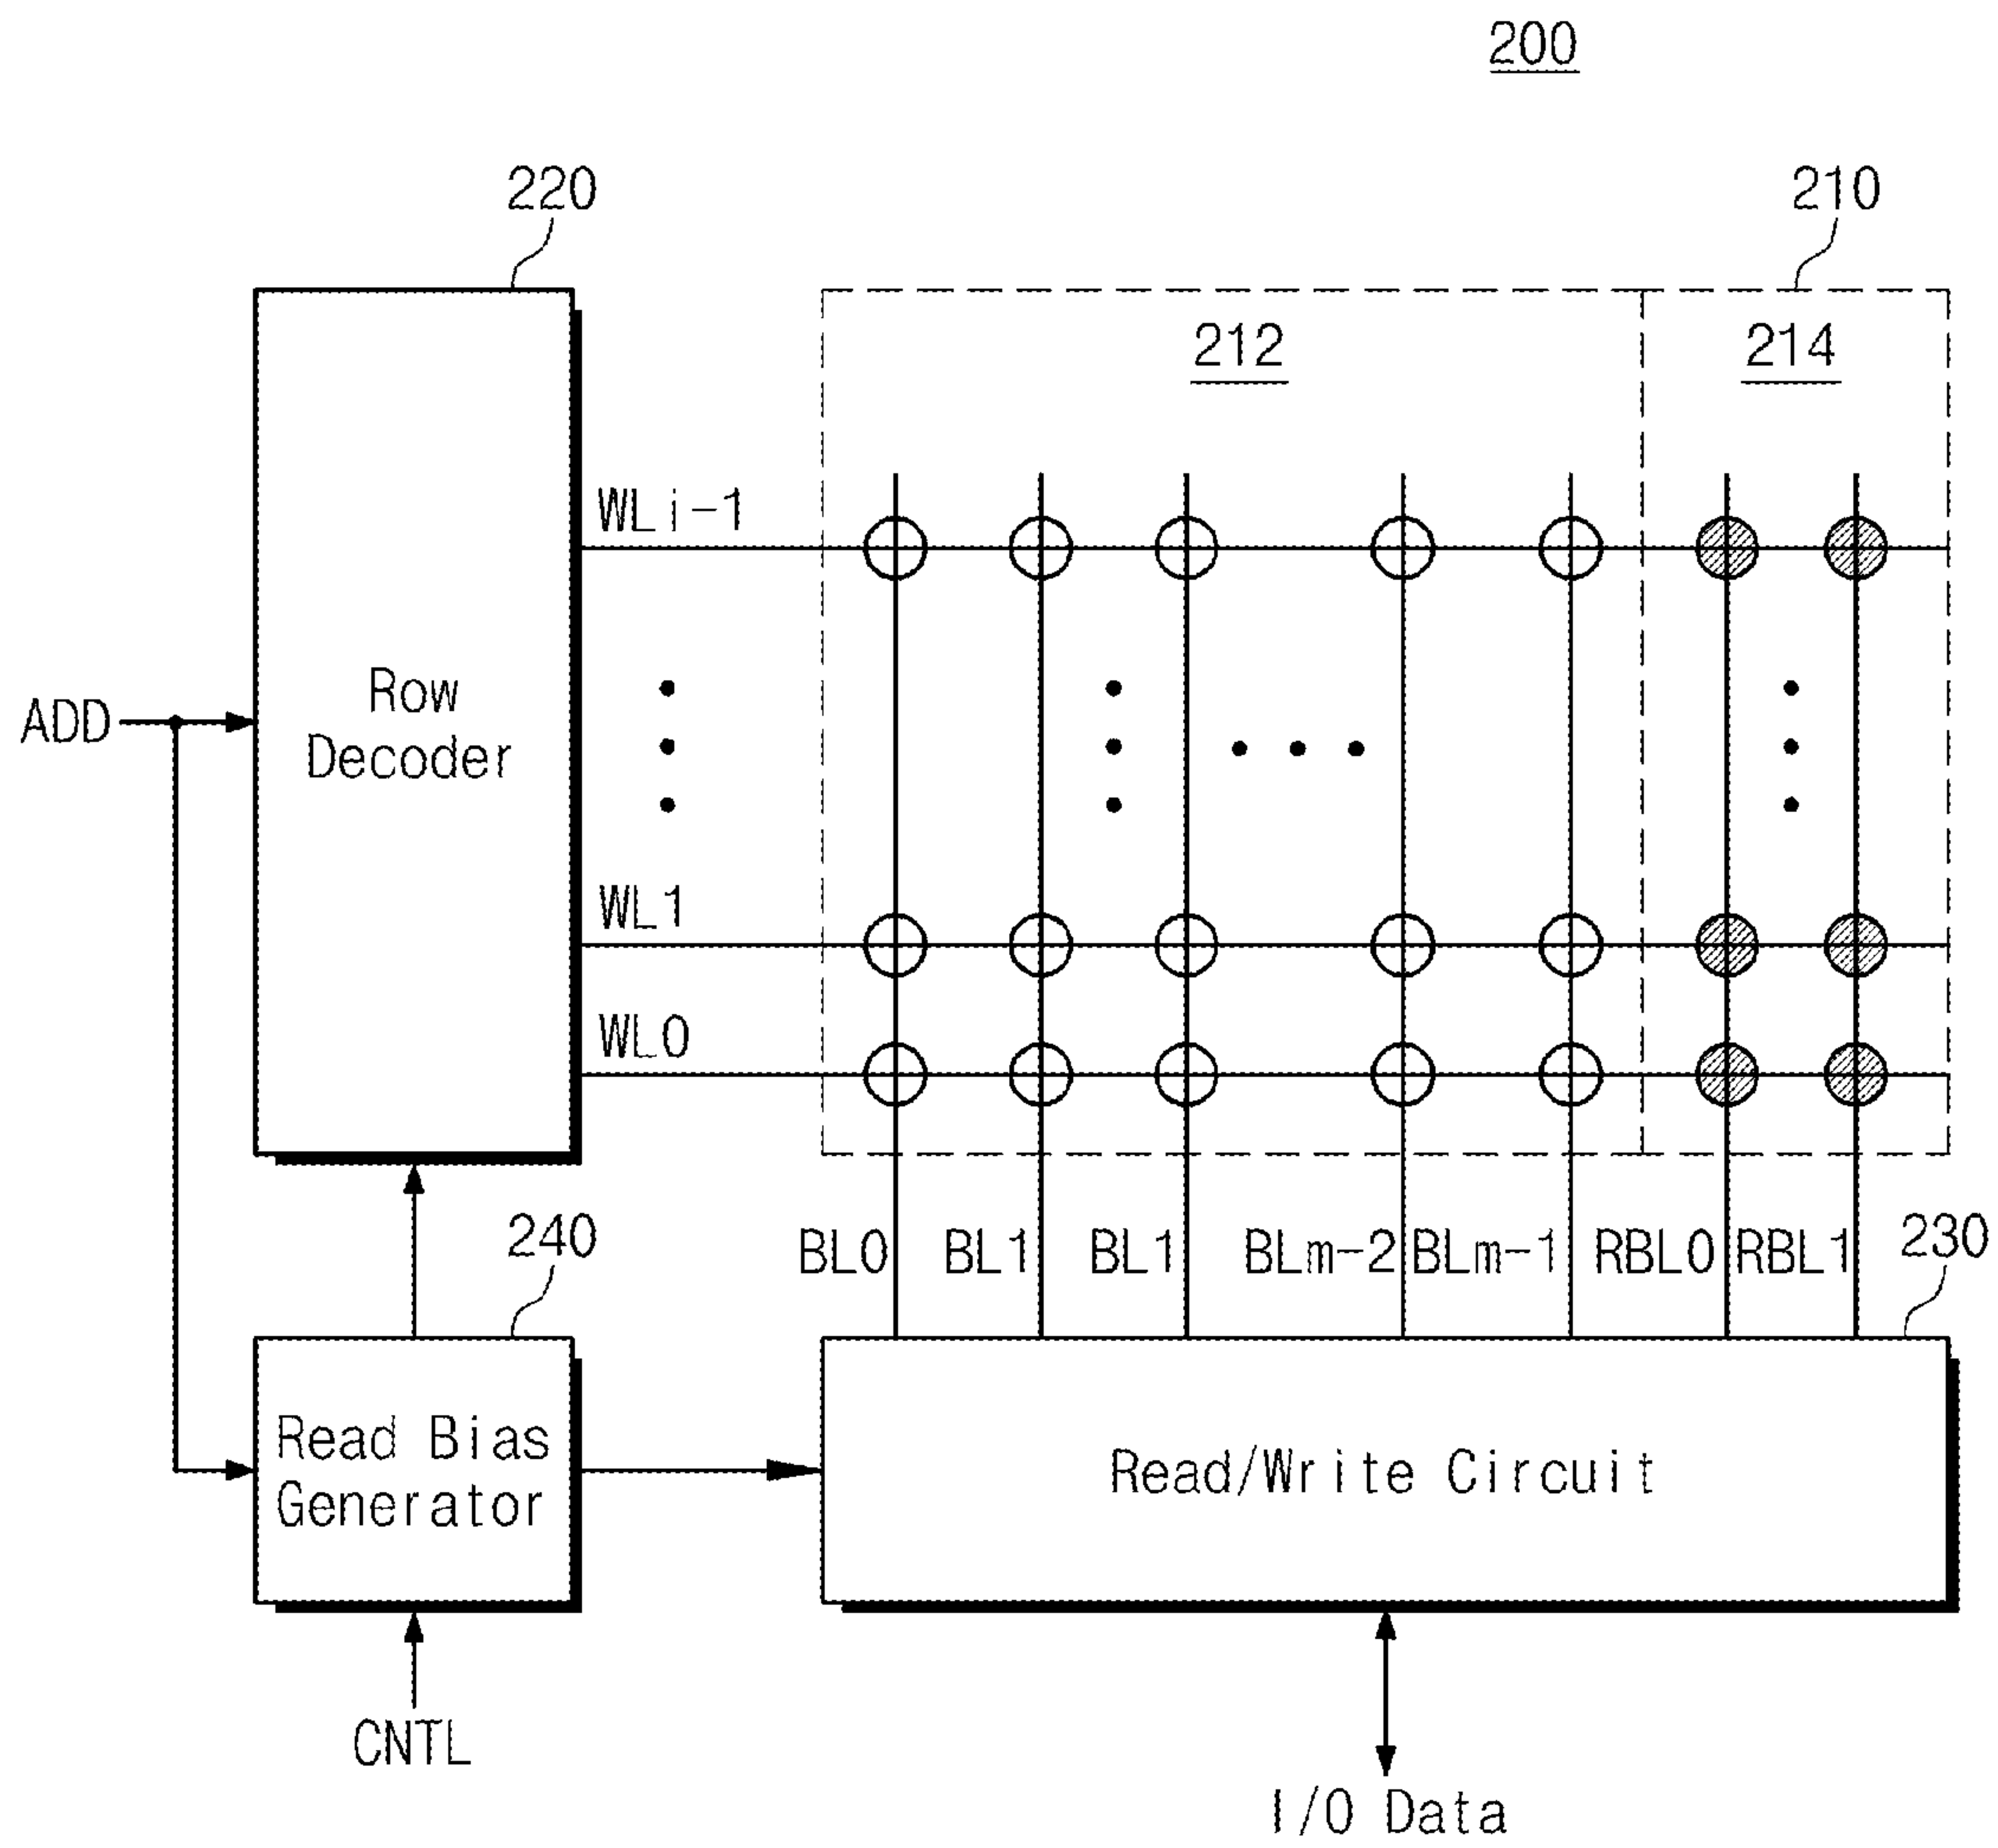 200
220
210
212
214
WLi-1
Row
Decoder
ADD
WL1
WL0
240
230
BL0
BL1
BL1
BLm-2
BLm-1
RBL0
RBL1
Read Bias
Generator
Read/Write Circuit
CNTL
I/O Data